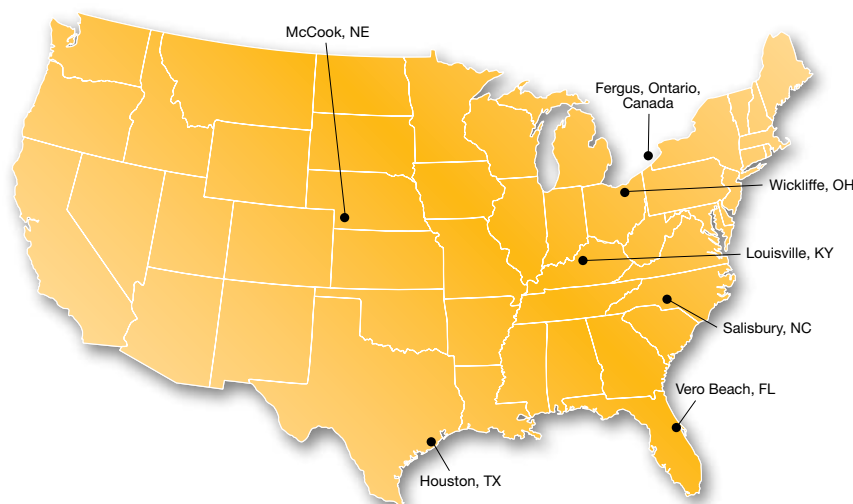 McCook, NE
Fergus, Ontario,
Canada
Wickliffe, OH
Louisville, KY
Salisbury, NC
Vero Beach, FL
Houston, TX